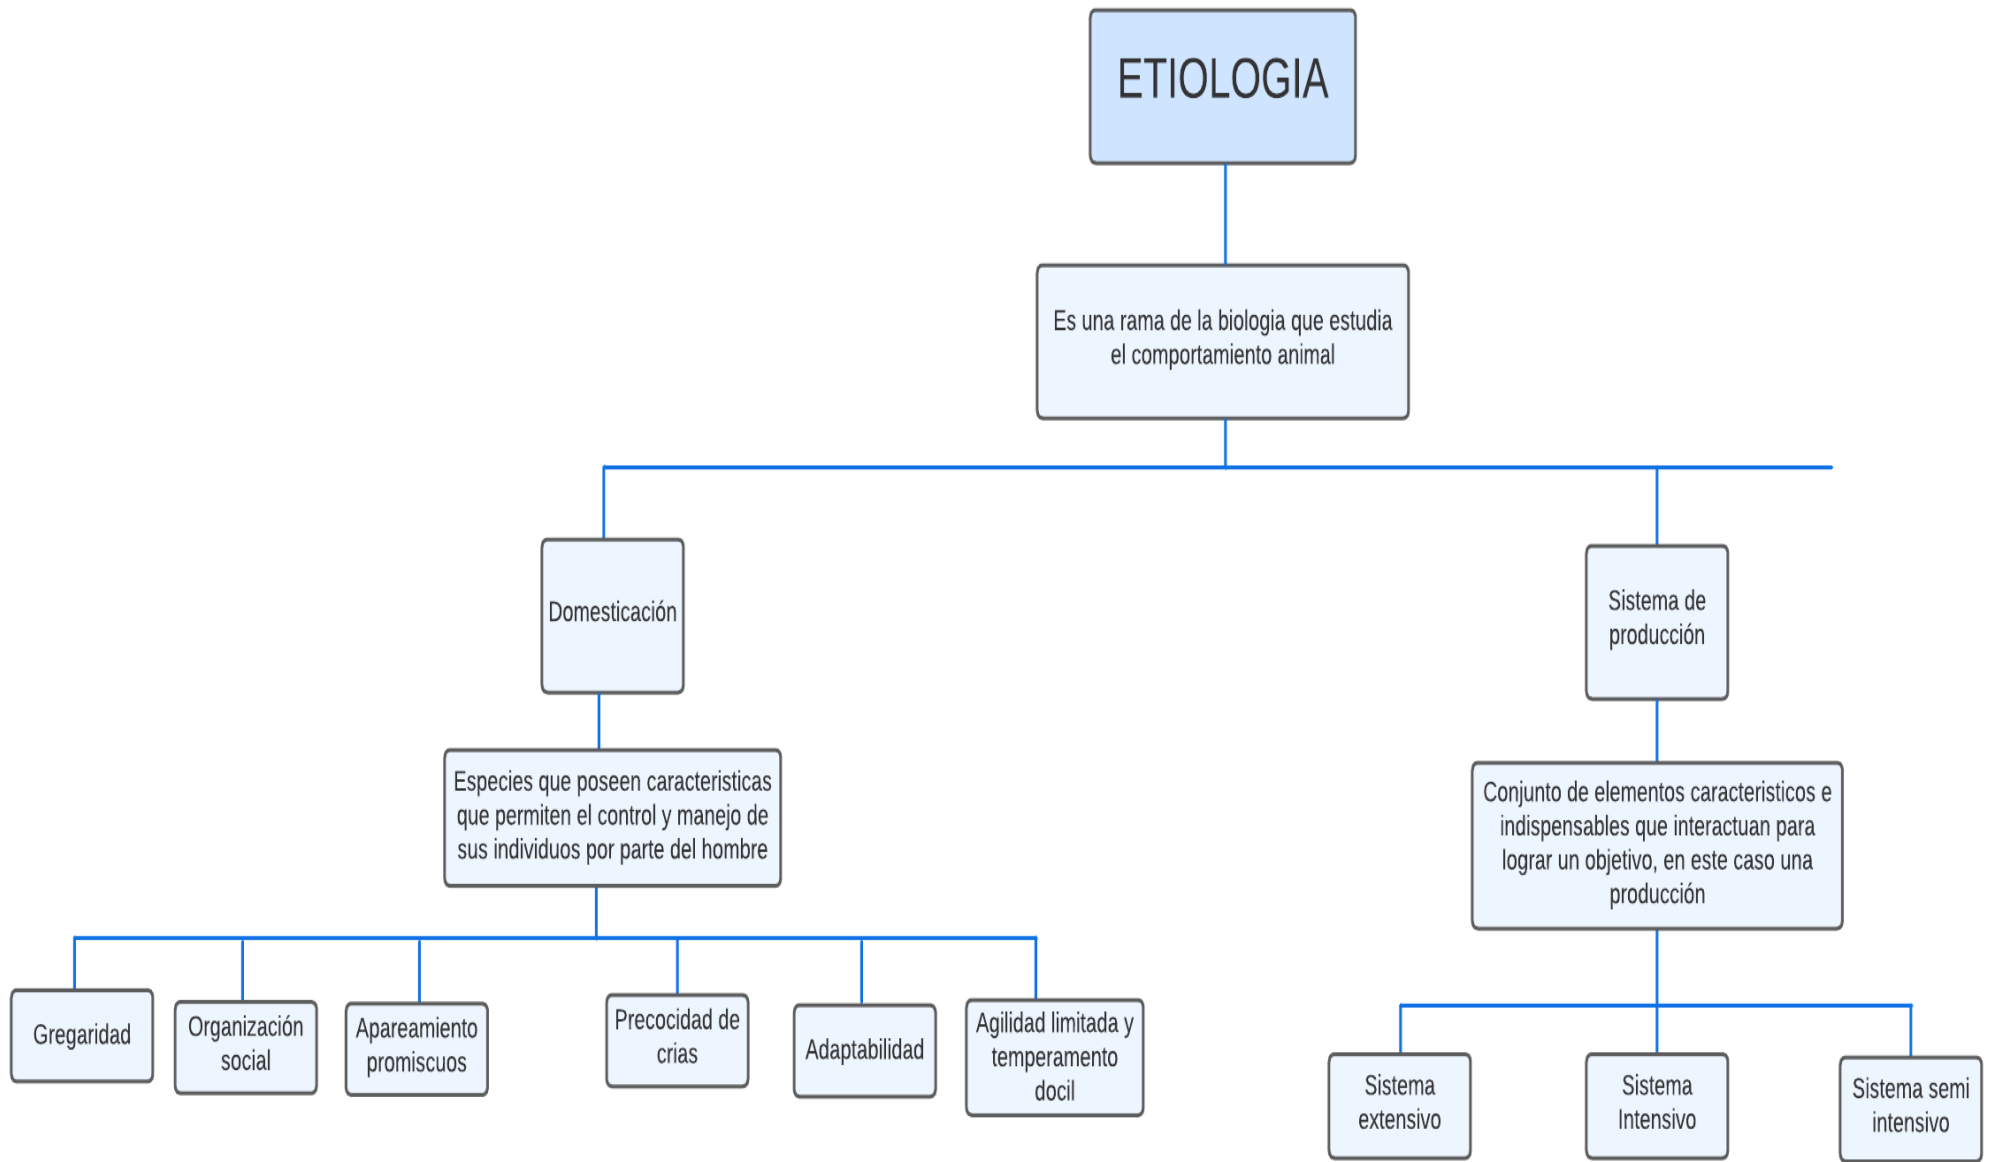 ETIOLOGIA
Es una rama de la biologia que estudia
el comportamiento animal
Domesticación
Sistema de
producción
Especies que poseen caracteristicas
que permiten el control y manejo de
sus individuos por parte del hombre
Conjunto de elementos caracteristicos e
indispensables que interactuan para
lograr un objetivo, en este caso una
producción
Gregaridad
Organización
social
Apareamiento
promiscuos
Precocidad de
crias
Adaptabilidad
Agilidad limitada y
temperamento
docil
Sistema
extensivo
Sistema
Intensivo
Sistema semi
intensivo